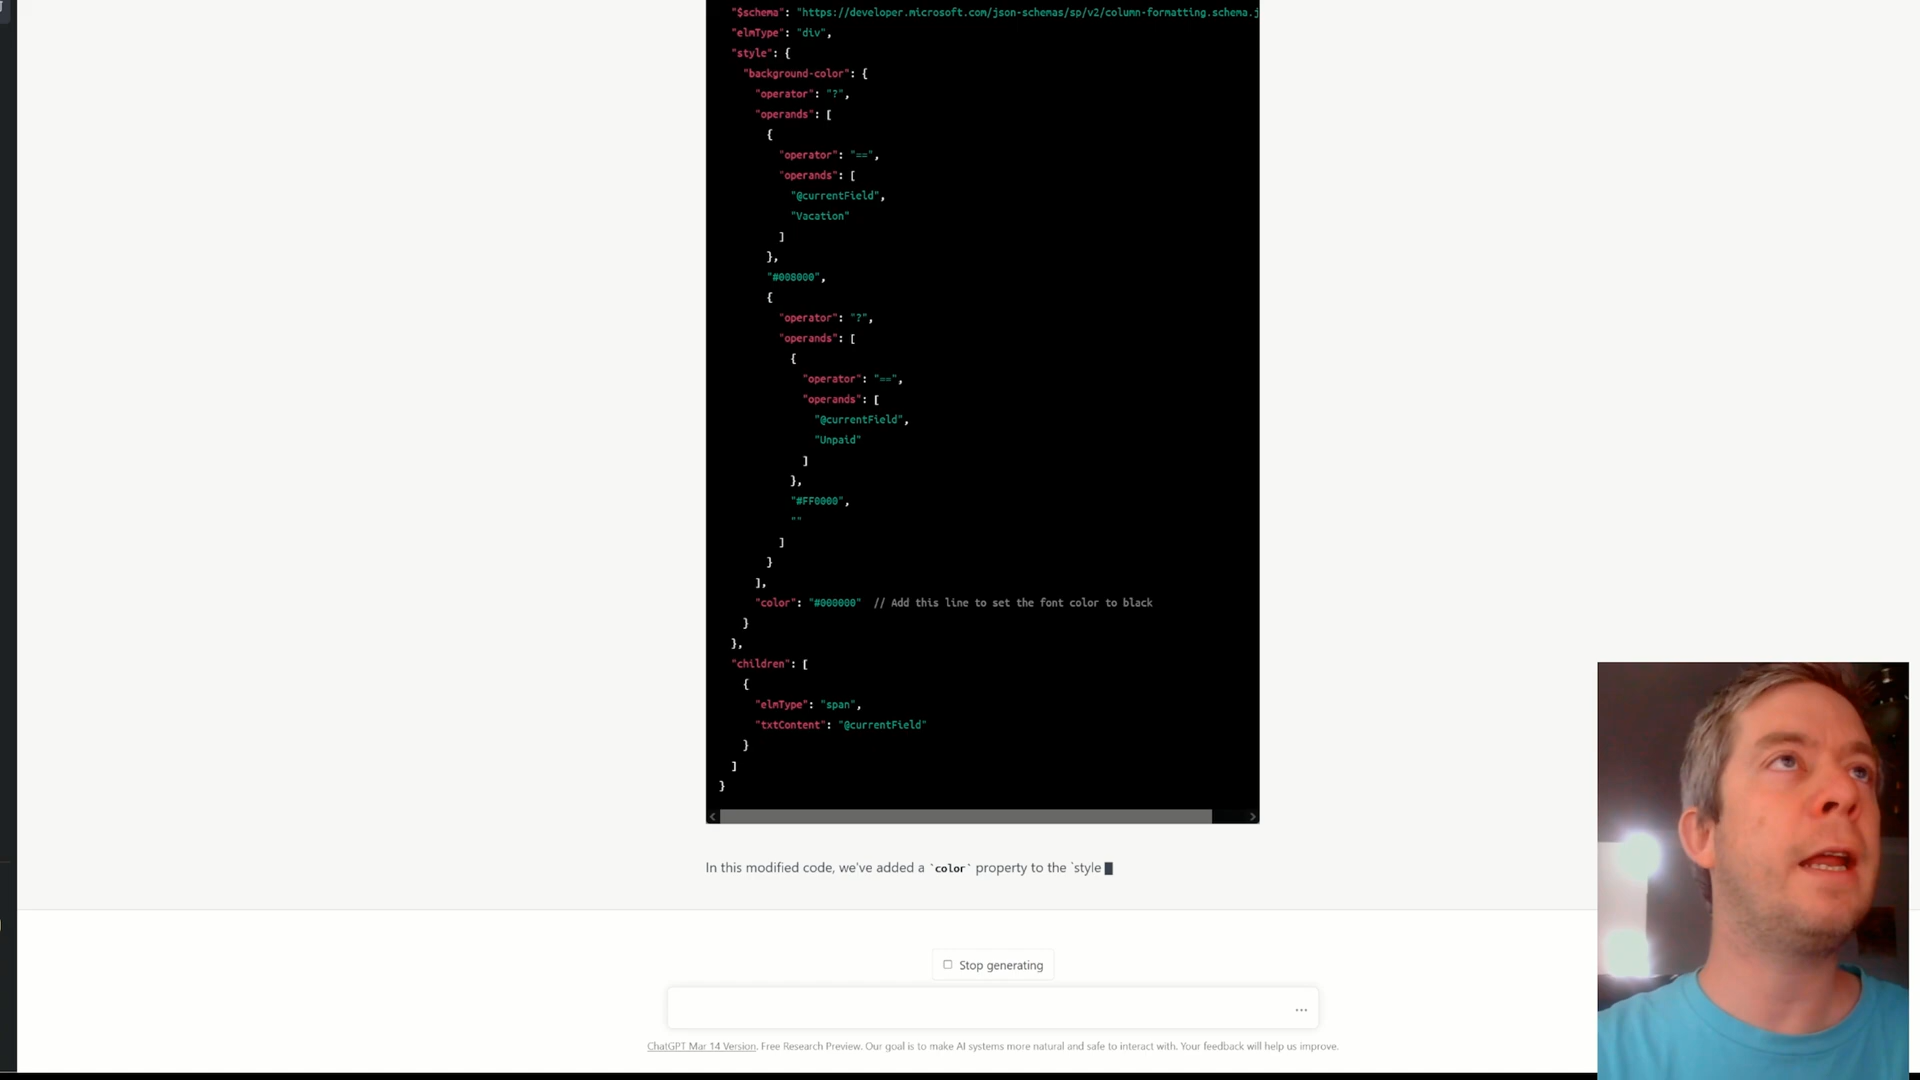 "$schema": "https://developer.microsoft.com/json-schemas/sp/v2/column-formatting.schema.j
"elmType": "div",
"style": {
"background-color": {
"operator": "?",
"operands": [
{
"operator": "==",
"operands": [
"@currentField",
"Vacation"
]
},
"#008000",
{
"operator": "?",
"operands": [
{
"operator": "==",
"operands": [
"@currentField",
"Unpaid"
]
},
"#FF0000",
""
]
}
],
"color": "#000000"  // Add this line to set the font color to black
}
},
"children": [
{
"elmType": "span",
"txtContent": "@currentField"
}
]
}
In this modified code, we've added a `color` property to the `style
Stop generating
ChatGPT Mar 14 Version. Free Research Preview. Our goal is to make AI systems more natural and safe to interact with. Your feedback will help us improve.